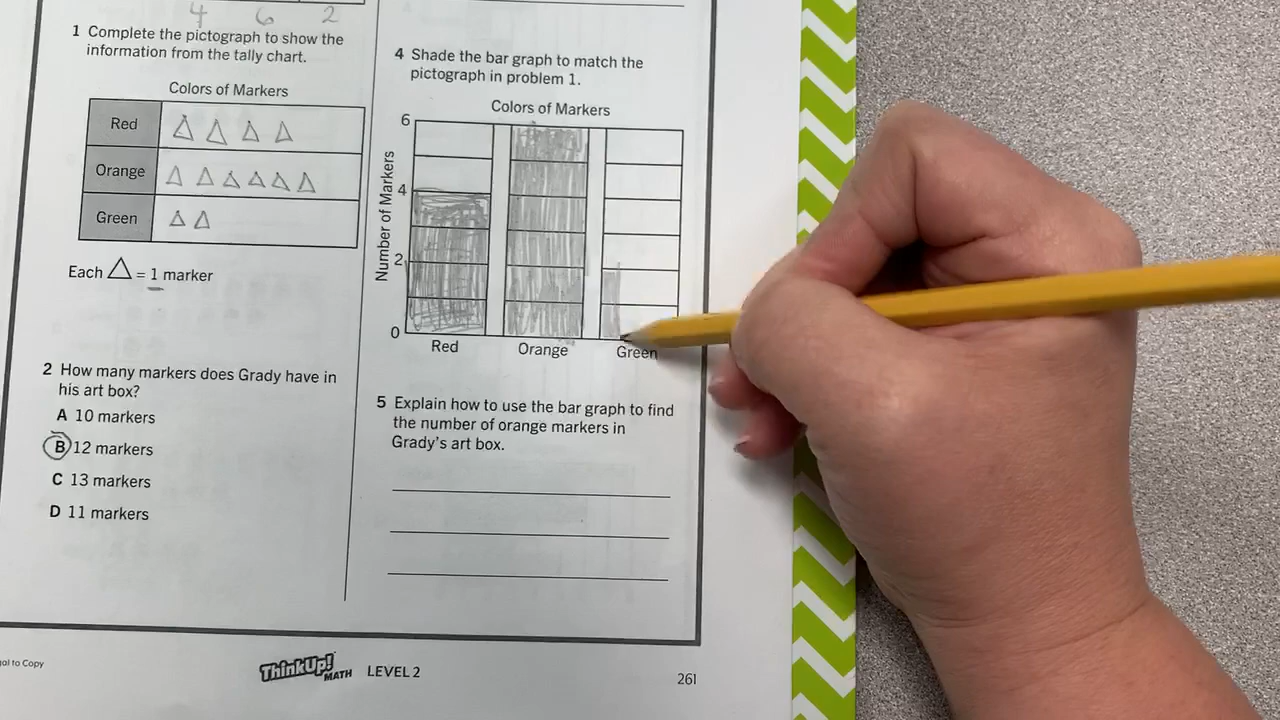 4 6 2
1 Complete the pictograph to show the
information from the tally chart.
Colors of Markers
Red
Orange
Green
Each △ = 1 marker
2 How many markers does Grady have in
his art box?
A 10 markers
B 12 markers
C 13 markers
D 11 markers
4 Shade the bar graph to match the
pictograph in problem 1.
Colors of Markers
Number of Markers
6
4
2
0
Red Orange Green
5 Explain how to use the bar graph to find
the number of orange markers in
Grady's art box.
to Copy
ThinkUp! MATH LEVEL 2
261